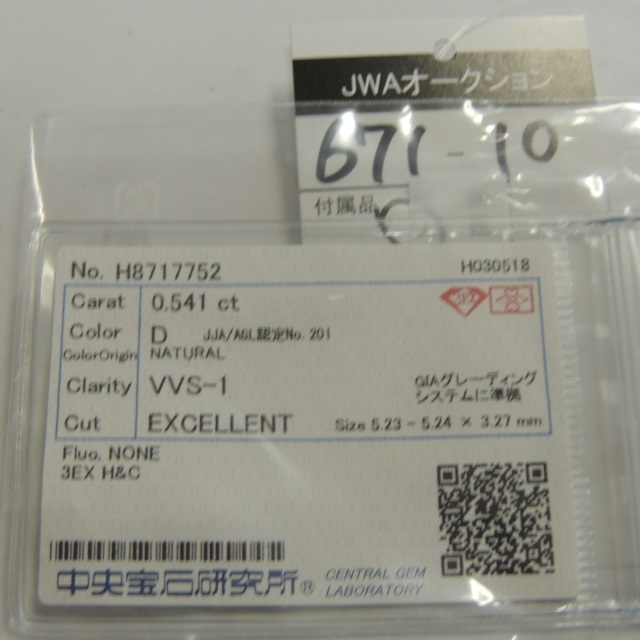 JWAオークション
671-10
付属品
No. H8717752
H030518
Carat 0.541 ct
Color D JJA/AGL認定No. 201
ColorOrigin NATURAL
Clarity VVS-1
GIAグレーディング
システムに準拠
Cut EXCELLENT Size 5.23 - 5.24 × 3.27 mm
Fluo. NONE
3EX H&C
中央宝石研究所® CENTRAL GEM
LABORATORY